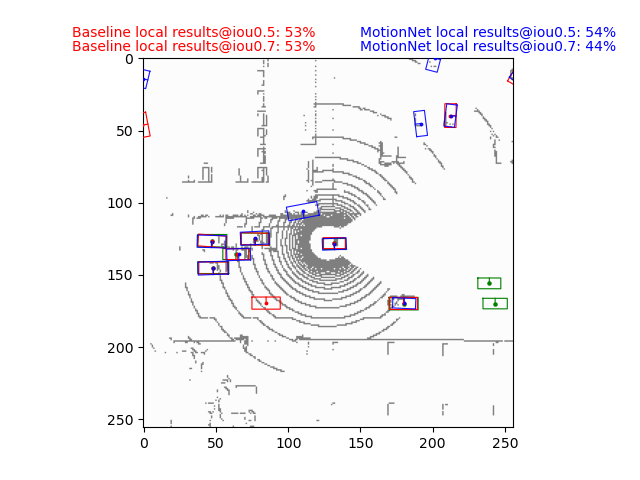 Baseline local results@iou0.5: 53%
MotionNet local results@iou0.5: 54%
Baseline local results@iou0.7: 53%
MotionNet local results@iou0.7: 44%
0
50
100
150
200
250
0 50 100 150 200 250